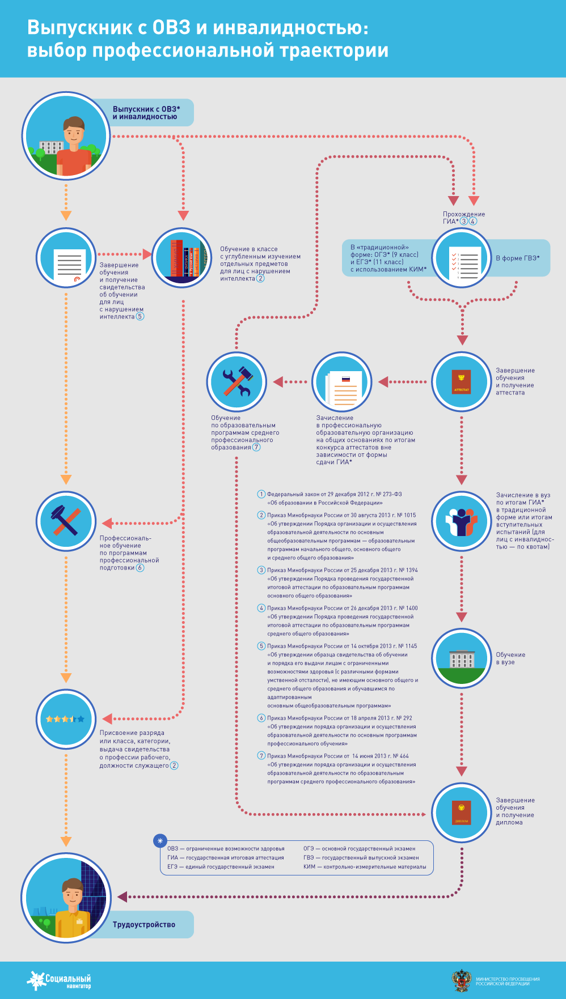 Выпускник с ОВЗ и инвалидностью:
выбор профессиональной траектории
Выпускник с ОВЗ*
и инвалидностью
Прохождение
ГИА* 3 4
В «традиционной»
форме: ОГЭ* (9 класс)
и ЕГЭ* (11 класс)
с использованием КИМ*
В форме ГВЭ*
Завершение
обучения
и получение
свидетельства
об обучении
для лиц
с нарушением
интеллекта 5
ФИЗИКА
Обучение в классе
с углубленным изучением
отдельных предметов
для лиц с нарушением
интеллекта 2
Обучение
по образовательным
программам среднего
профессионального
образования 7
Зачисление
в профессиональную
образовательную организацию
на общих основаниях по итогам
конкурса аттестатов вне
зависимости от формы
сдачи ГИА*
АТТЕСТАТ
Завершение
обучения
и получение
аттестата
Зачисление в вуз
по итогам ГИА*
в традиционной
форме или итогам
вступительных
испытаний (для
лиц с инвалиднос-
тью — по квотам)
Профессиональ-
ное обучение
по программам
профессиональной
подготовки 6
1 Федеральный закон от 29 декабря 2012 г. № 273-ФЗ
«Об образовании в Российской Федерации»
2 Приказ Минобрнауки России от 30 августа 2013 г. № 1015
«Об утверждении Порядка организации и осуществления
образовательной деятельности по основным
общеобразовательным программам — образовательным
программам начального общего, основного общего
и среднего общего образования»
3 Приказ Минобрнауки России от 25 декабря 2013 г. № 1394
«Об утверждении Порядка проведения государственной
итоговой аттестации по образовательным программам
основного общего образования»
4 Приказ Минобрнауки России от 26 декабря 2013 г. № 1400
«Об утверждении Порядка проведения государственной
итоговой аттестации по образовательным программам
среднего общего образования»
5 Приказ Минобрнауки России от 14 октября 2013 г. № 1145
«Об утверждении образца свидетельства об обучении
и порядка его выдачи лицам с ограниченными
возможностями здоровья (с различными формами
умственной отсталости), не имеющим основного общего и
среднего общего образования и обучавшимся по
адаптированным
основным общеобразовательным программам»
6 Приказ Минобрнауки России от 18 апреля 2013 г. № 292
«Об утверждении порядка организации и осуществления
образовательной деятельности по основным программам
профессионального обучения»
7 Приказ Минобрнауки России от 14 июня 2013 г. № 464
«Об утверждении порядка организации и осуществления
образовательной деятельности по образовательным
программам среднего профессионального образования»
Обучение
в вузе
Присвоение разряда
или класса, категории,
выдача свидетельства
о профессии рабочего,
должности служащего 2
ДИПЛОМ
Завершение
обучения
и получение
диплома
*
ОВЗ — ограниченные возможности здоровья
ГИА — государственная итоговая аттестация
ЕГЭ — единый государственный экзамен
ОГЭ — основной государственный экзамен
ГВЭ — государственный выпускной экзамен
КИМ — контрольно-измерительные материалы
Трудоустройство
Социальный
навигатор
МИНИСТЕРСТВО ПРОСВЕЩЕНИЯ
РОССИЙСКОЙ ФЕДЕРАЦИИ